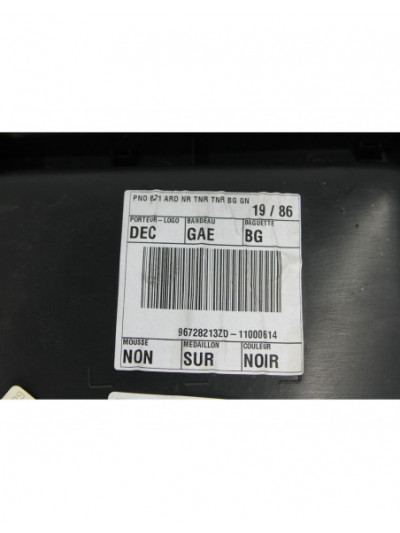 PNO B21 ARD NR TNR TNR BG GN
19 / 86
PORTEUR-LOGO BANDEAU BAGUETTE
DEC GAE BG
96728213ZD-11000614
MOUSSE MEDAILLON COULEUR
NON SUR NOIR